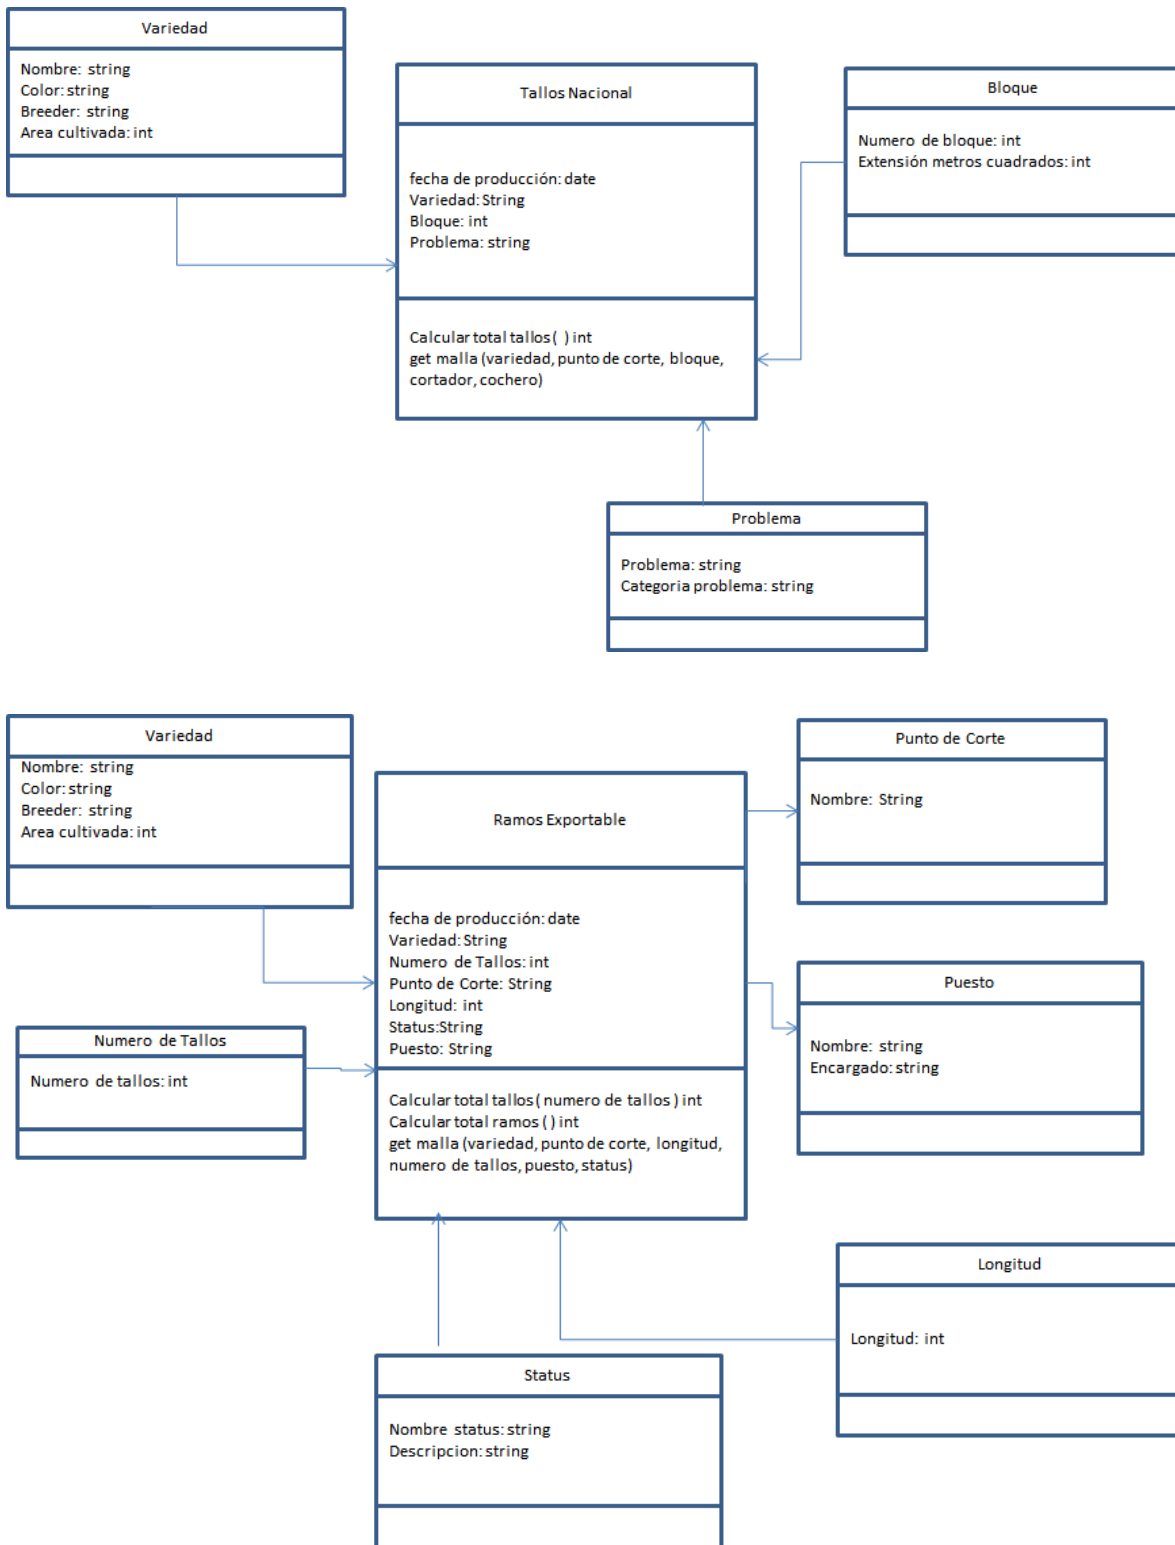 Variedad
Nombre: string
Color: string
Breeder: string
Area cultivada: int
Tallos Nacional
fecha de producción: date
Variedad: String
Bloque: int
Problema: string
Calcular total tallos ( ) int
get malla (variedad, punto de corte, bloque,
cortador, cochero)
Bloque
Numero de bloque: int
Extensión metros cuadrados: int
Problema
Problema: string
Categoria problema: string
Variedad
Nombre: string
Color: string
Breeder: string
Area cultivada: int
Ramos Exportable
fecha de producción: date
Variedad: String
Numero de Tallos: int
Punto de Corte: String
Longitud: int
Status:String
Puesto: String
Calcular total tallos ( numero de tallos ) int
Calcular total ramos ( ) int
get malla (variedad, punto de corte, longitud,
numero de tallos, puesto, status)
Punto de Corte
Nombre: String
Puesto
Nombre: string
Encargado: string
Numero de Tallos
Numero de tallos: int
Longitud
Longitud: int
Status
Nombre status: string
Descripcion: string